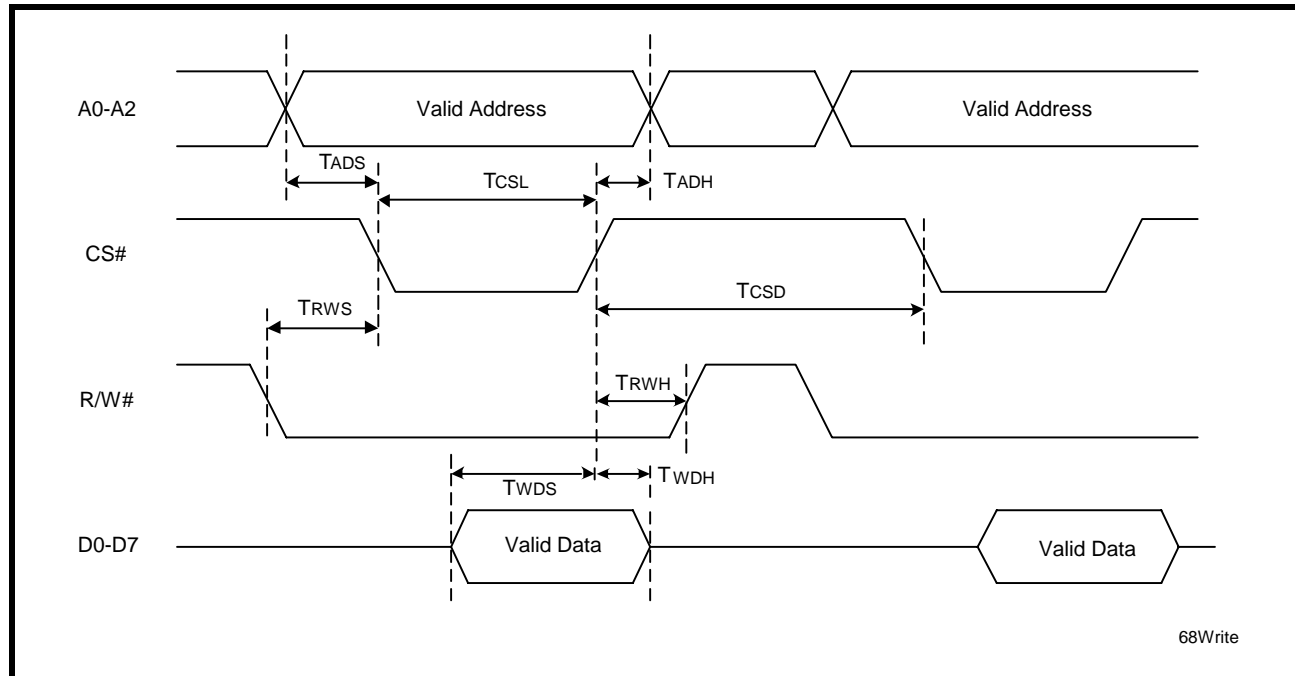 A0-A2
Valid Address
Valid Address
TADS
TCSL
TADH
CS#
TCSD
TRWS
R/W#
TRWH
TWDS
TWDH
D0-D7
Valid Data
Valid Data
68Write